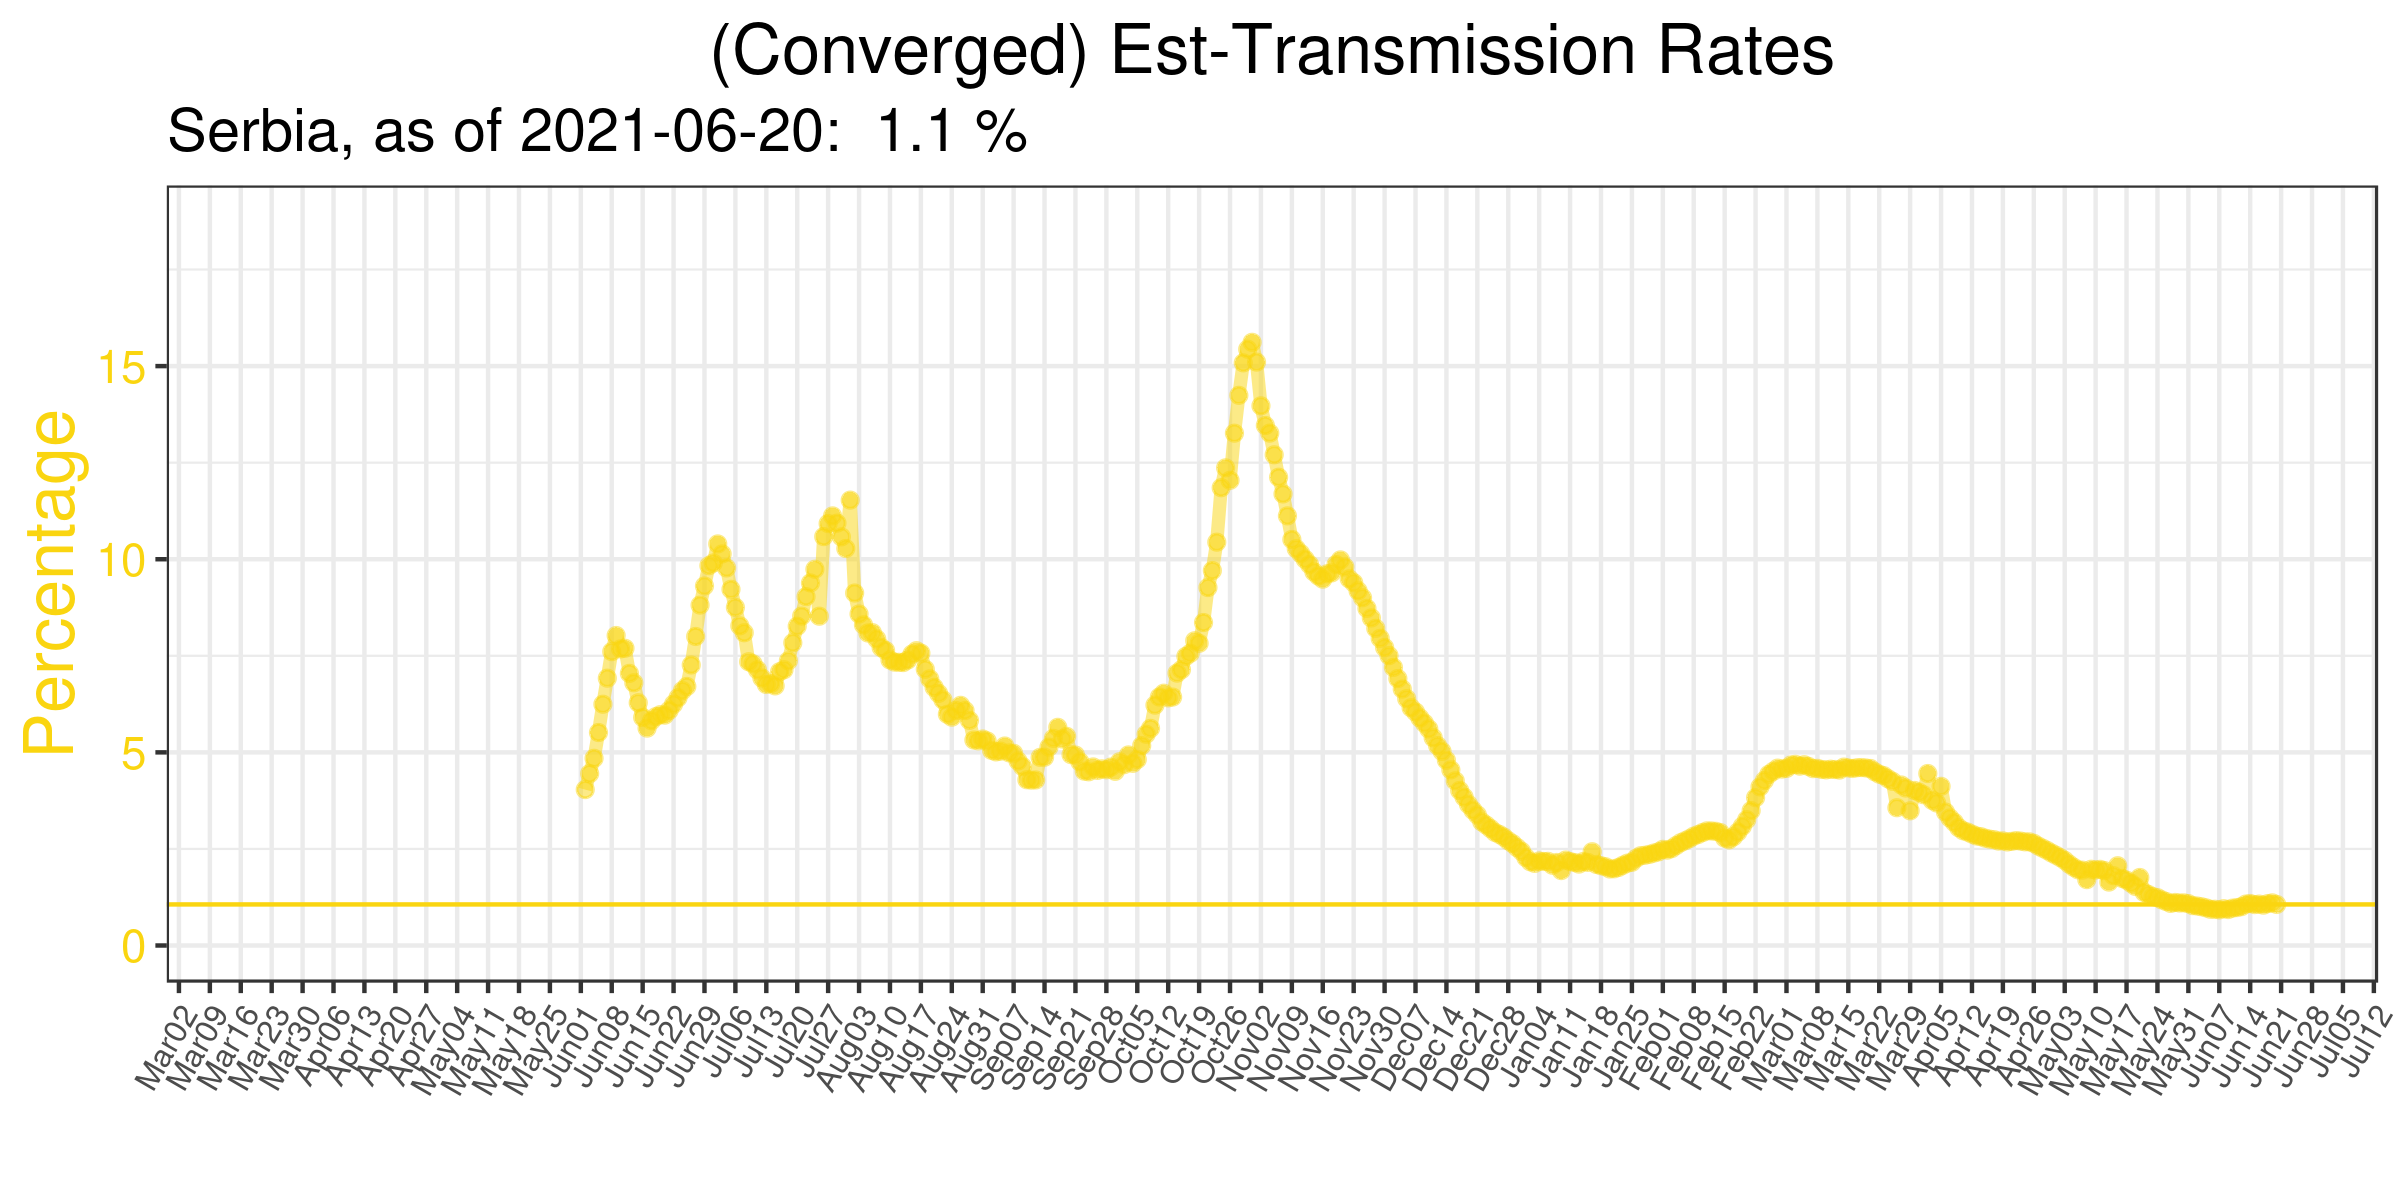 (Converged) Est-Transmission Rates
Serbia, as of 2021-06-20: 1.1 %
Percentage
15
10
5
0
Mar02
Mar09
Mar16
Mar23
Mar30
Apr06
Apr13
Apr20
Apr27
May04
May11
May18
May25
Jun01
Jun08
Jun15
Jun22
Jun29
Jul06
Jul13
Jul20
Jul27
Aug03
Aug10
Aug17
Aug24
Aug31
Sep07
Sep14
Sep21
Sep28
Oct05
Oct12
Oct19
Oct26
Nov02
Nov09
Nov16
Nov23
Nov30
Dec07
Dec14
Dec21
Dec28
Jan04
Jan11
Jan18
Jan25
Feb01
Feb08
Feb15
Feb22
Mar01
Mar08
Mar15
Mar22
Mar29
Apr05
Apr12
Apr19
Apr26
May03
May10
May17
May24
May31
Jun07
Jun14
Jun21
Jun28
Jul05
Jul12